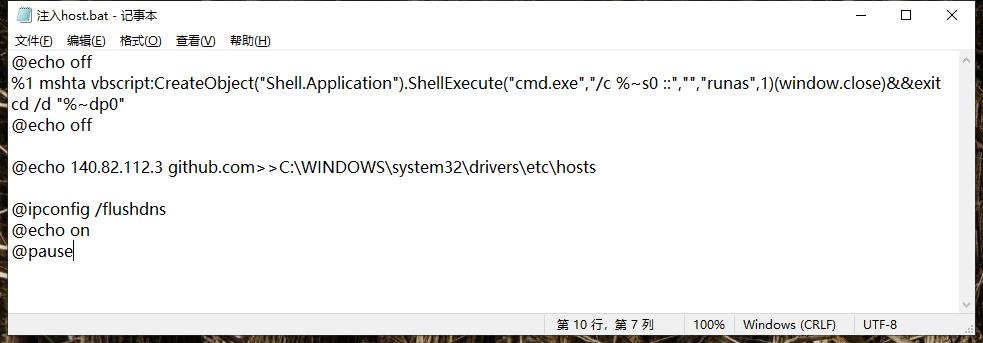 注入host.bat - 记事本
文件(F) 编辑(E) 格式(O) 查看(V) 帮助(H)
@echo off
%1 mshta vbscript:CreateObject("Shell.Application").ShellExecute("cmd.exe","/c %~s0 ::","","runas",1)(window.close)&&exit
cd /d "%~dp0"
@echo off
@echo 140.82.112.3 github.com>>C:\WINDOWS\system32\drivers\etc\hosts
@ipconfig /flushdns
@echo on
@pause
第 10 行，第 7 列 100% Windows (CRLF) UTF-8